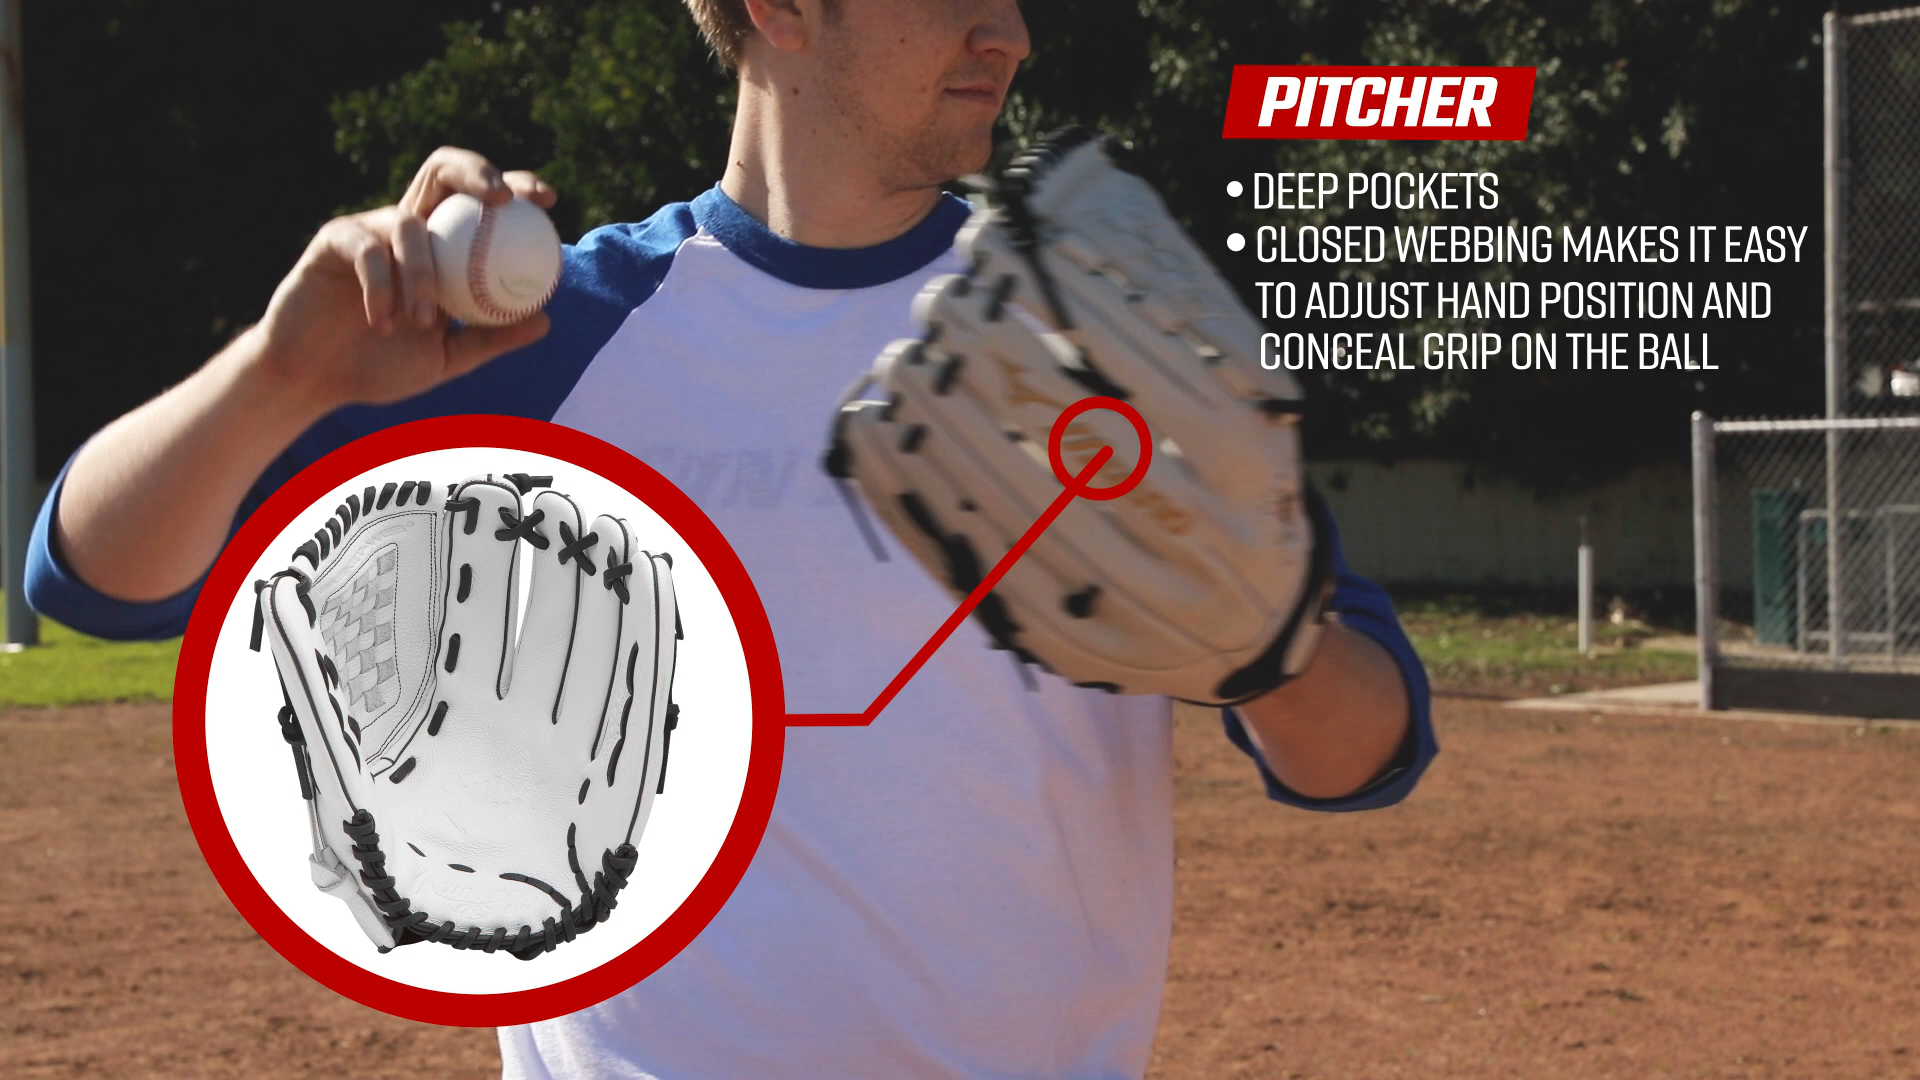 PITCHER
• DEEP POCKETS
• CLOSED WEBBING MAKES IT EASY
TO ADJUST HAND POSITION AND
CONCEAL GRIP ON THE BALL